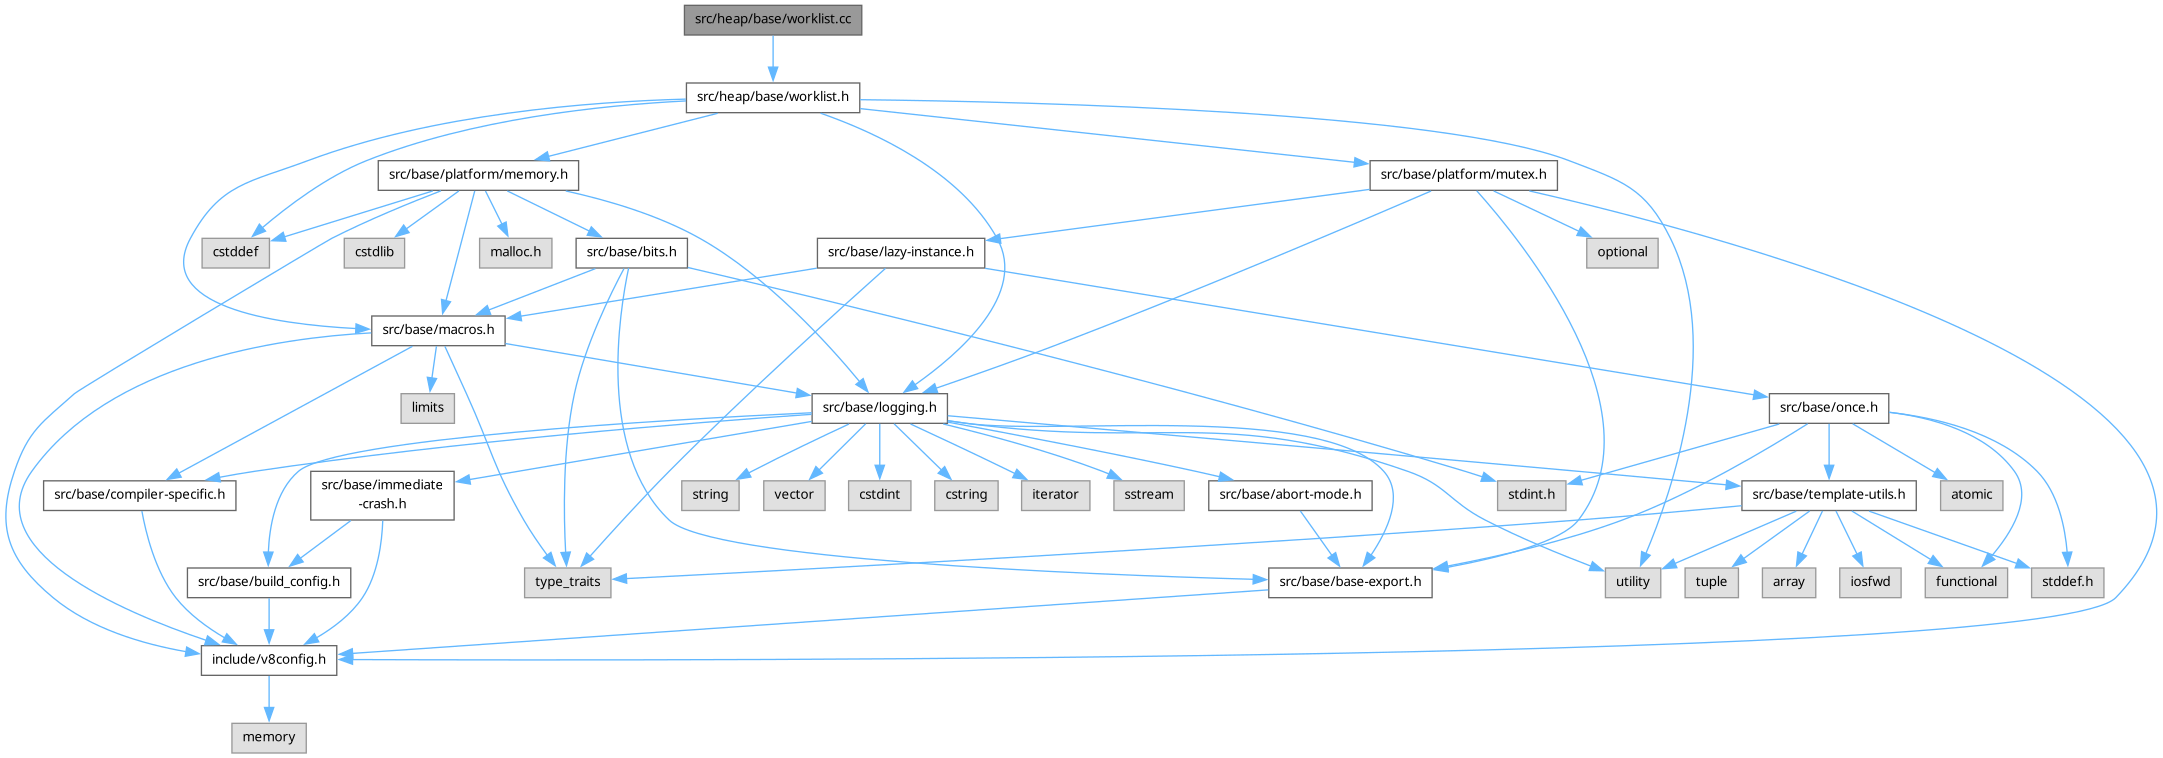 src/heap/base/worklist.cc
src/heap/base/worklist.h
src/base/platform/memory.h
src/base/platform/mutex.h
cstddef
cstdlib
malloc.h
src/base/bits.h
src/base/lazy-instance.h
optional
src/base/macros.h
limits
src/base/logging.h
src/base/once.h
src/base/compiler-specific.h
src/base/immediate
-crash.h
string
vector
cstdint
cstring
iterator
sstream
src/base/abort-mode.h
stdint.h
src/base/template-utils.h
atomic
src/base/build_config.h
type_traits
src/base/base-export.h
utility
tuple
array
iosfwd
functional
stddef.h
include/v8config.h
memory